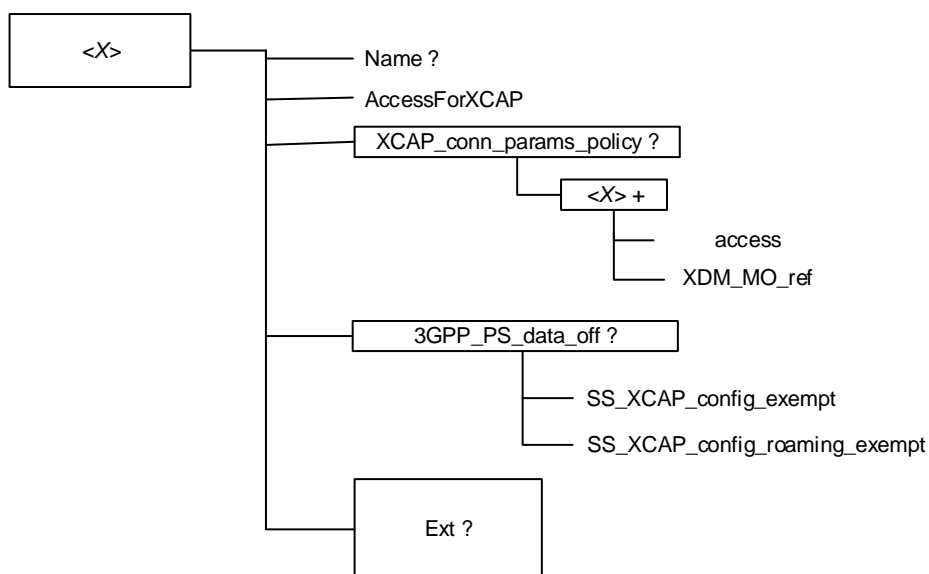 <X>
Name ?
AccessForXCAP
XCAP_conn_params_policy ?
<X> +
access
XDM_MO_ref
3GPP_PS_data_off ?
SS_XCAP_config_exempt
SS_XCAP_config_roaming_exempt
Ext ?